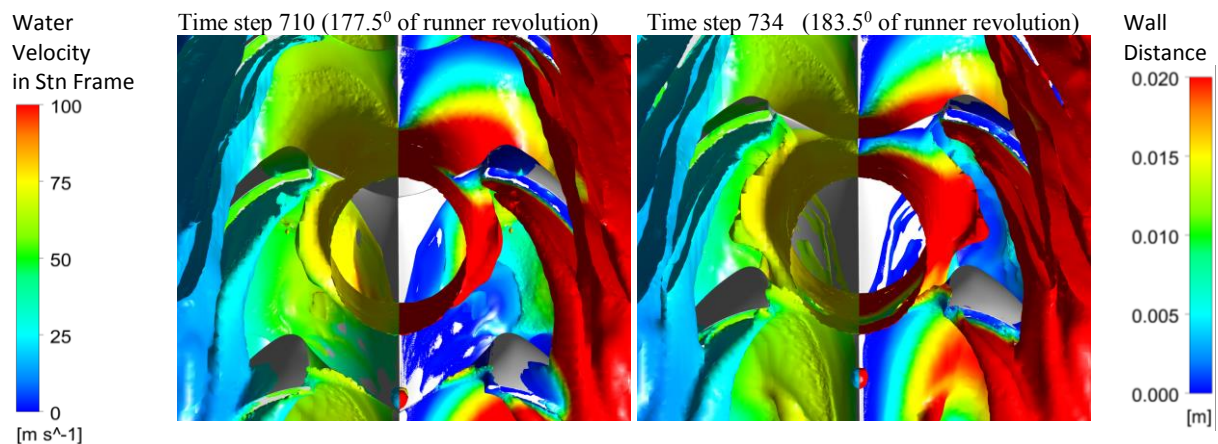 Water
Velocity
in Stn Frame
100
75
50
25
0
[m s^-1]
Time step 710 (177.5⁰ of runner revolution)
Time step 734 (183.5⁰ of runner revolution)
Wall
Distance
0.020
0.015
0.010
0.005
0.000
[m]